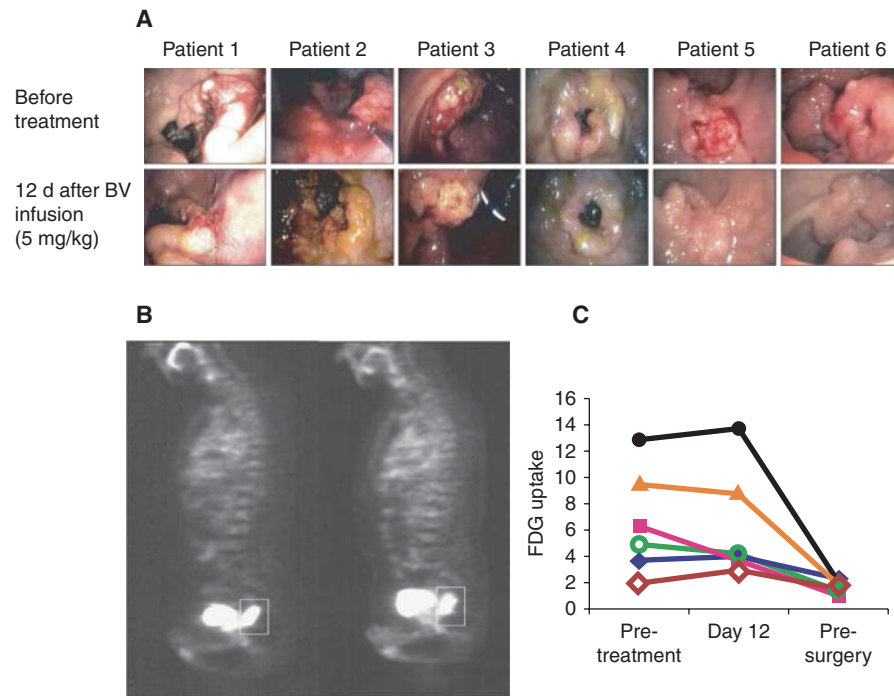 A
Patient 1 Patient 2 Patient 3 Patient 4 Patient 5 Patient 6
Before
treatment
12 d after BV
infusion
(5 mg/kg)
B
C
FDG uptake
16
14
12
10
8
6
4
2
0
Pre-
treatment
Day 12
Pre-
surgery